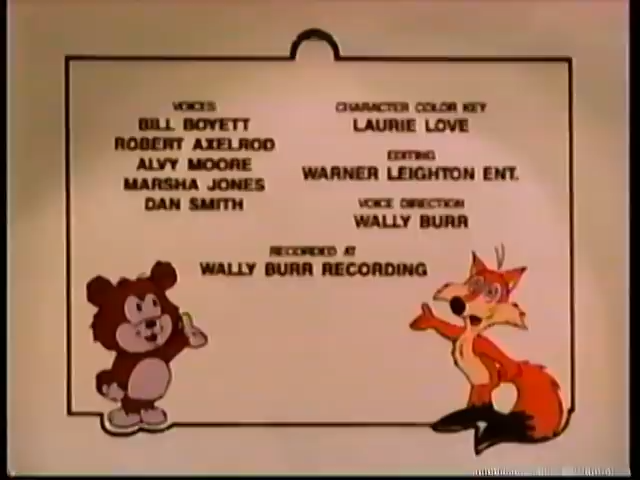 VOICES
BILL BOYETT
ROBERT AXELROD
ALVY MOORE
MARSHA JONES
DAN SMITH
CHARACTER COLOR KEY
LAURIE LOVE
EDITING
WARNER LEIGHTON ENT.
VOICE DIRECTION
WALLY BURR
RECORDED AT
WALLY BURR RECORDING